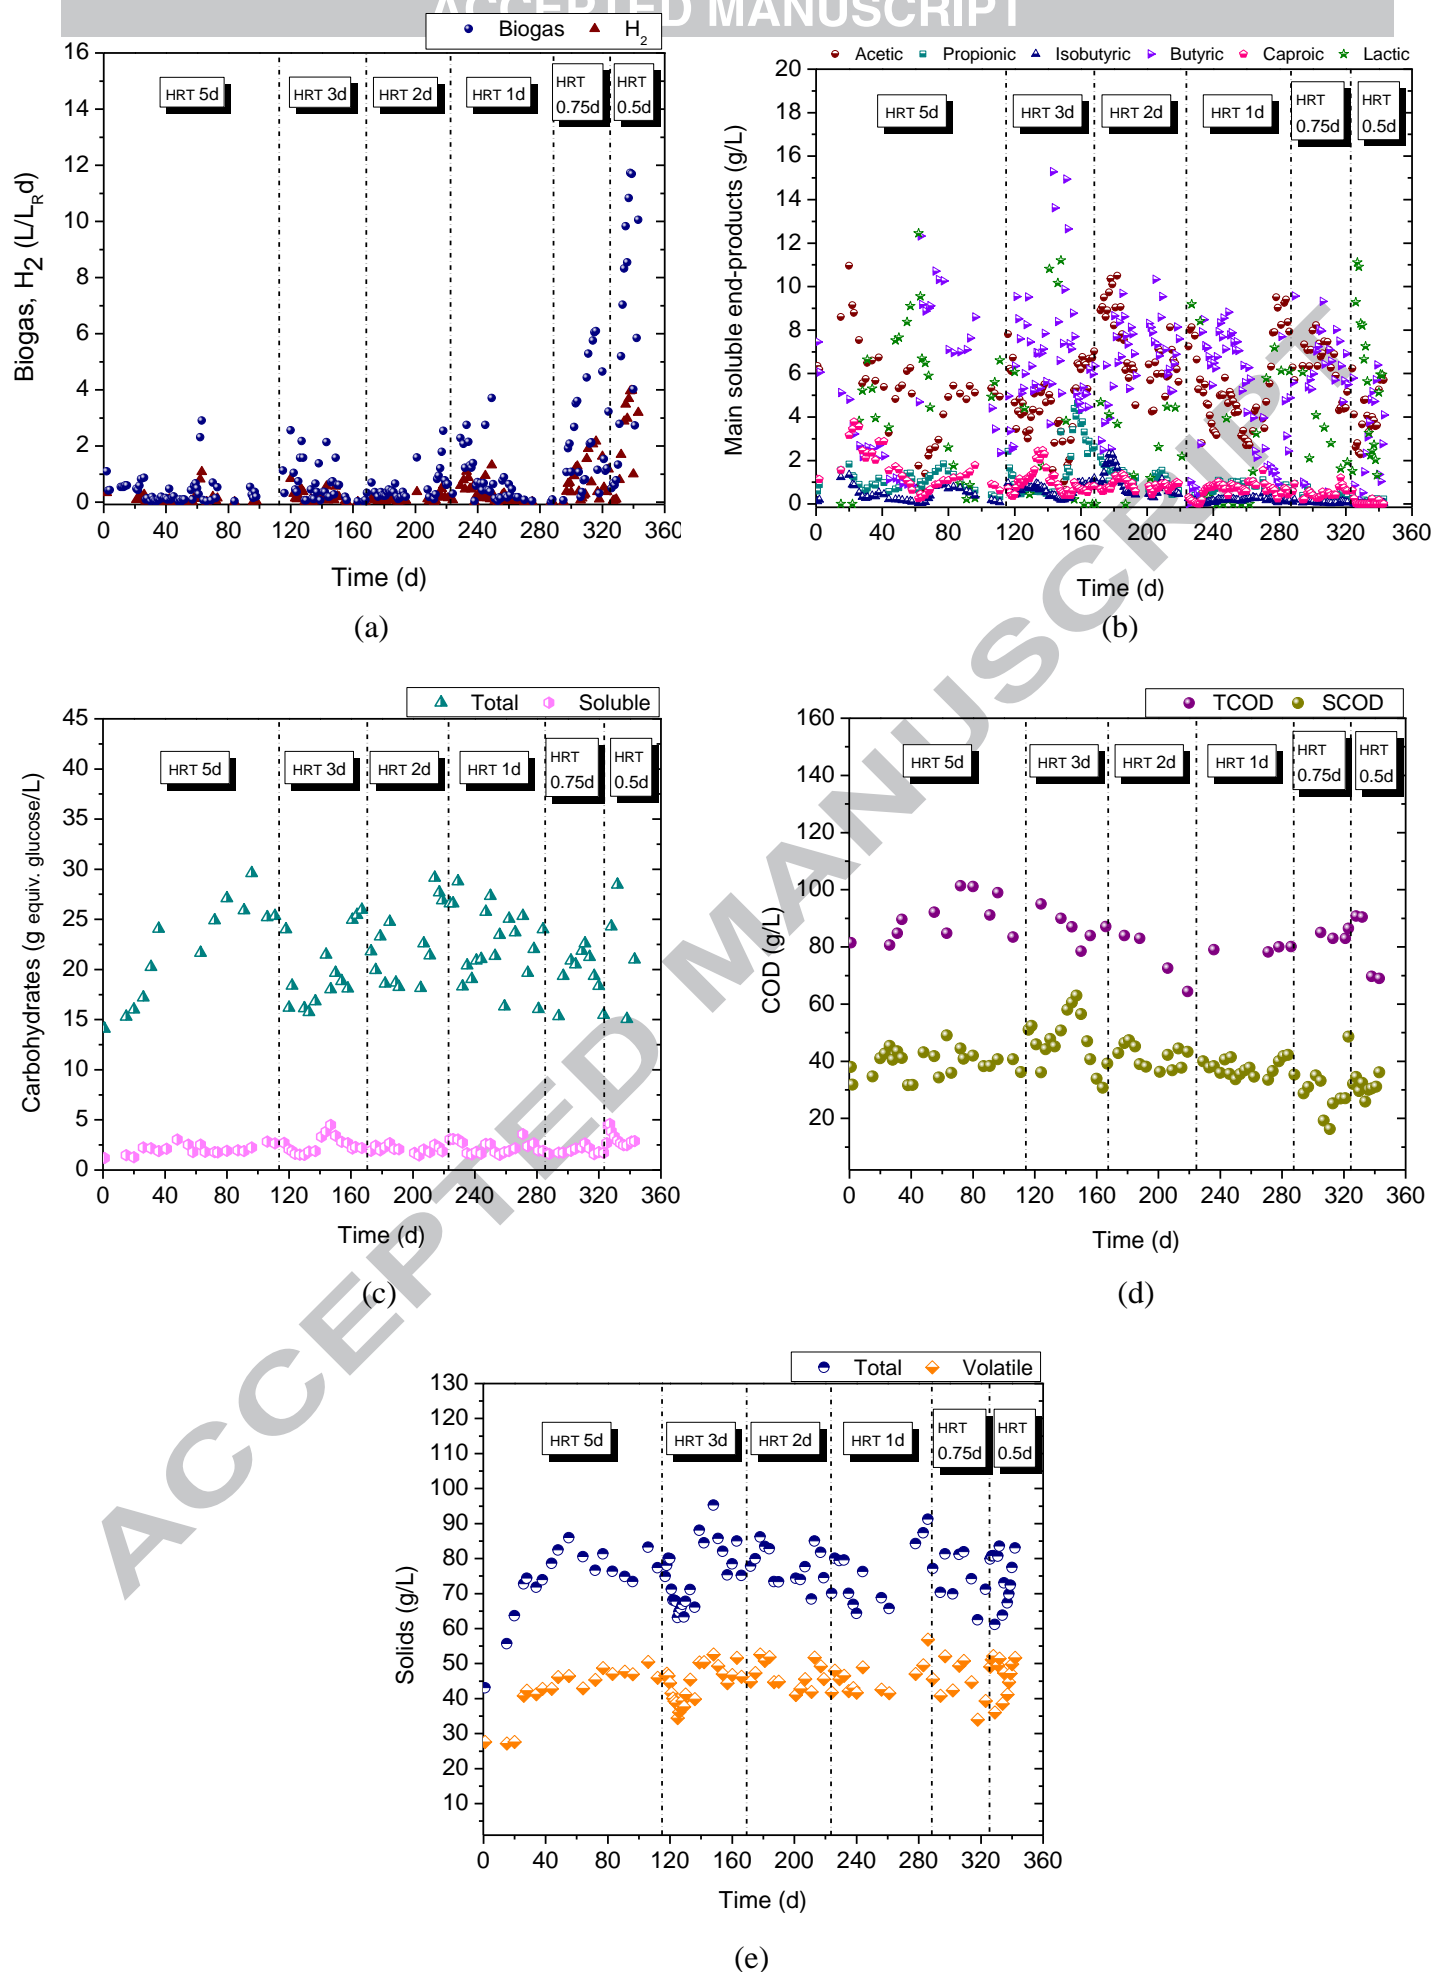 ACCEPTED MANUSCRIPT
Biogas H2
16
14
12
10
8
6
4
2
0
Biogas, H2 (L/LRd)
HRT 5d
HRT 3d
HRT 2d
HRT 1d
HRT
0.75d
HRT
0.5d
0 40 80 120 160 200 240 280 320 360
Time (d)
(a)
Acetic Propionic Isobutyric Butyric Caproic Lactic
20
18
16
14
12
10
8
6
4
2
0
Main soluble end-products (g/L)
HRT 5d
HRT 3d
HRT 2d
HRT 1d
HRT
0.75d
HRT
0.5d
0 40 80 120 160 200 240 280 320 360
Time (d)
(b)
Total Soluble
45
40
35
30
25
20
15
10
5
0
Carbohydrates (g equiv. glucose/L)
HRT 5d
HRT 3d
HRT 2d
HRT 1d
HRT
0.75d
HRT
0.5d
0 40 80 120 160 200 240 280 320 360
Time (d)
(c)
TCOD SCOD
160
140
120
100
80
60
40
20
COD (g/L)
HRT 5d
HRT 3d
HRT 2d
HRT 1d
HRT
0.75d
HRT
0.5d
0 40 80 120 160 200 240 280 320 360
Time (d)
(d)
Total Volatile
130
120
110
100
90
80
70
60
50
40
30
20
10
Solids (g/L)
HRT 5d
HRT 3d
HRT 2d
HRT 1d
HRT
0.75d
HRT
0.5d
0 40 80 120 160 200 240 280 320 360
Time (d)
(e)
ACCEPTED MANUSCRIPT